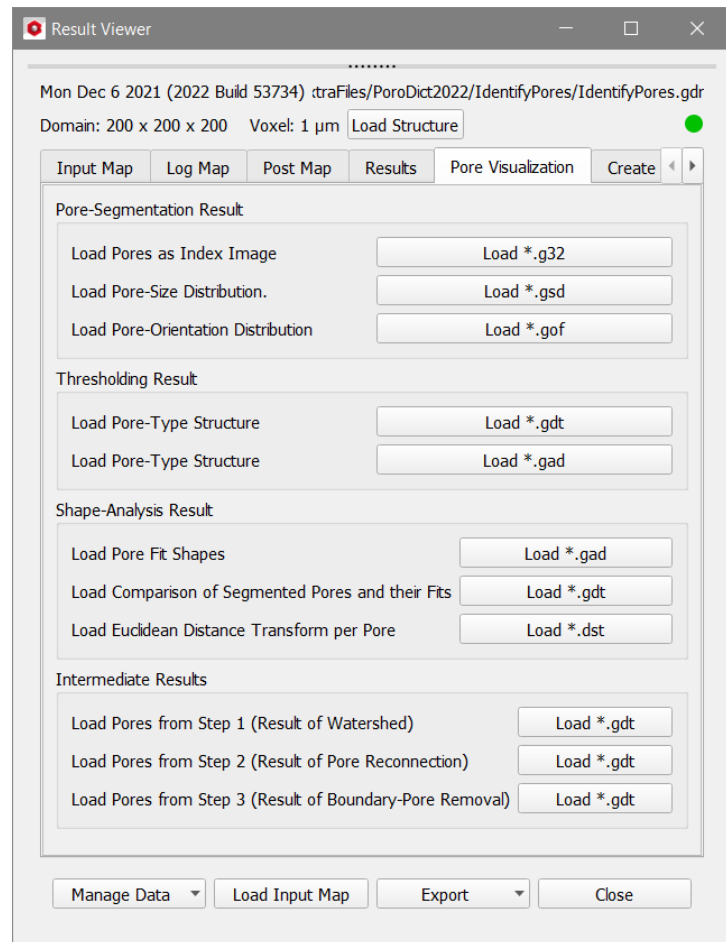 Result Viewer
Mon Dec 6 2021 (2022 Build 53734) :traFiles/PoroDict2022/IdentifyPores/IdentifyPores.gdr
Domain: 200 x 200 x 200 Voxel: 1 µm Load Structure
Input Map Log Map Post Map Results Pore Visualization Create
Pore-Segmentation Result
Load Pores as Index Image Load *.g32
Load Pore-Size Distribution. Load *.gsd
Load Pore-Orientation Distribution Load *.gof
Thresholding Result
Load Pore-Type Structure Load *.gdt
Load Pore-Type Structure Load *.gad
Shape-Analysis Result
Load Pore Fit Shapes Load *.gad
Load Comparison of Segmented Pores and their Fits Load *.gdt
Load Euclidean Distance Transform per Pore Load *.dst
Intermediate Results
Load Pores from Step 1 (Result of Watershed) Load *.gdt
Load Pores from Step 2 (Result of Pore Reconnection) Load *.gdt
Load Pores from Step 3 (Result of Boundary-Pore Removal) Load *.gdt
Manage Data Load Input Map Export Close